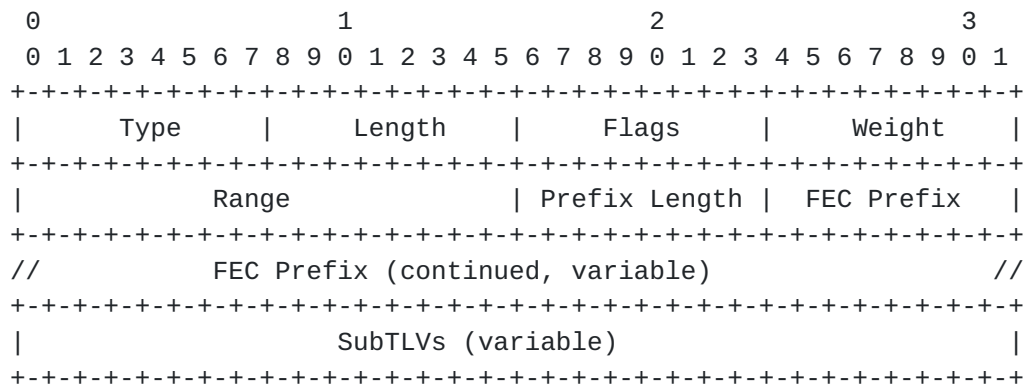 0                   1                   2                   3
 0 1 2 3 4 5 6 7 8 9 0 1 2 3 4 5 6 7 8 9 0 1 2 3 4 5 6 7 8 9 0 1
+-+-+-+-+-+-+-+-+-+-+-+-+-+-+-+-+-+-+-+-+-+-+-+-+-+-+-+-+-+-+-+-+
|      Type     |     Length    |     Flags     |     Weight    |
+-+-+-+-+-+-+-+-+-+-+-+-+-+-+-+-+-+-+-+-+-+-+-+-+-+-+-+-+-+-+-+-+
|            Range              | Prefix Length |  FEC Prefix   |
+-+-+-+-+-+-+-+-+-+-+-+-+-+-+-+-+-+-+-+-+-+-+-+-+-+-+-+-+-+-+-+-+
//           FEC Prefix (continued, variable)                  //
+-+-+-+-+-+-+-+-+-+-+-+-+-+-+-+-+-+-+-+-+-+-+-+-+-+-+-+-+-+-+-+-+
|                    SubTLVs (variable)                         |
+-+-+-+-+-+-+-+-+-+-+-+-+-+-+-+-+-+-+-+-+-+-+-+-+-+-+-+-+-+-+-+-+